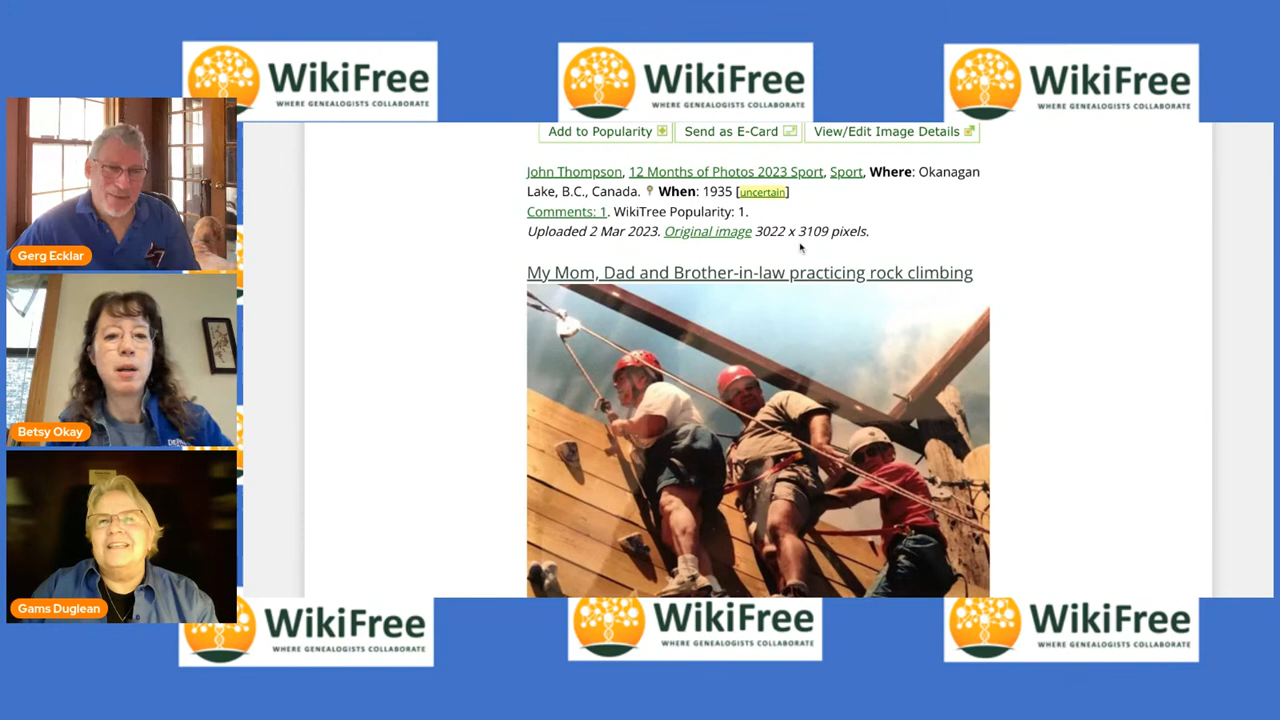 WikiFree
WHERE GENEALOGISTS COLLABORATE
WikiFree
WHERE GENEALOGISTS COLLABORATE
WikiFree
WHERE GENEALOGISTS COLLABORATE
Gerg Ecklar
Betsy Okay
Gams Duglean
Add to Popularity
Send as E-Card
View/Edit Image Details
John Thompson, 12 Months of Photos 2023 Sport, Sport, Where: Okanagan
Lake, B.C., Canada. When: 1935 [uncertain]
Comments: 1. WikiTree Popularity: 1.
Uploaded 2 Mar 2023. Original image 3022 x 3109 pixels.
My Mom, Dad and Brother-in-law practicing rock climbing
WikiFree
WHERE GENEALOGISTS COLLABORATE
WikiFree
WHERE GENEALOGISTS COLLABORATE
WikiFree
WHERE GENEALOGISTS COLLABORATE